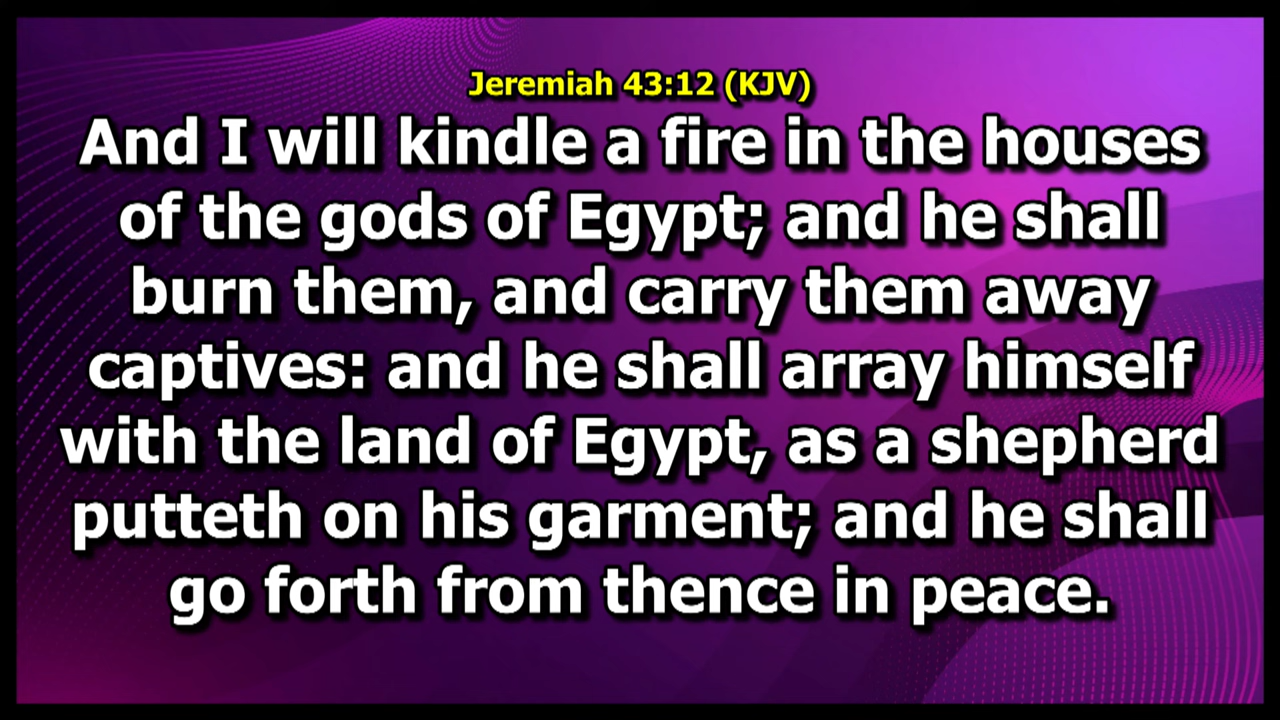 Jeremiah 43:12 (KJV)
And I will kindle a fire in the houses
of the gods of Egypt; and he shall
burn them, and carry them away
captives: and he shall array himself
with the land of Egypt, as a shepherd
putteth on his garment; and he shall
go forth from thence in peace.